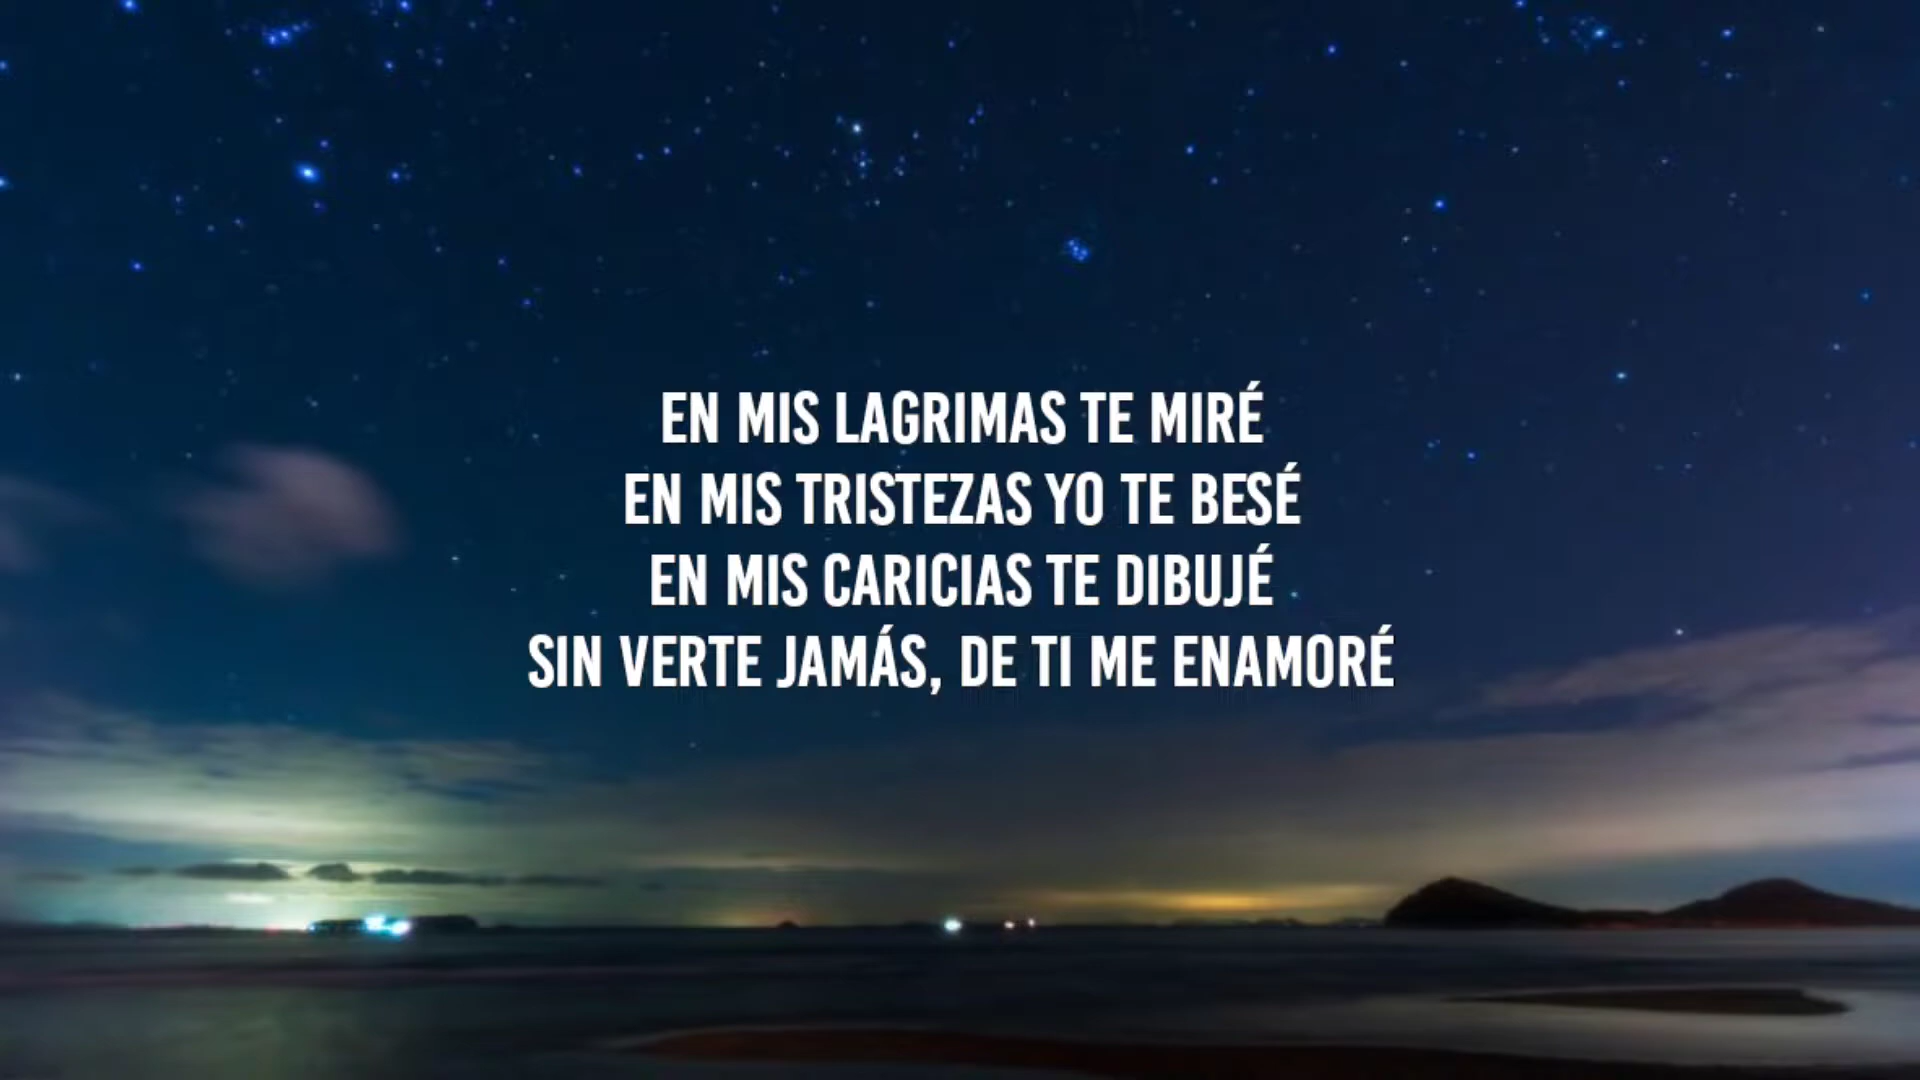 EN MIS LAGRIMAS TE MIRÉ
EN MIS TRISTEZAS YO TE BESÉ
EN MIS CARICIAS TE DIBUJÉ
SIN VERTE JAMÁS, DE TI ME ENAMORÉ